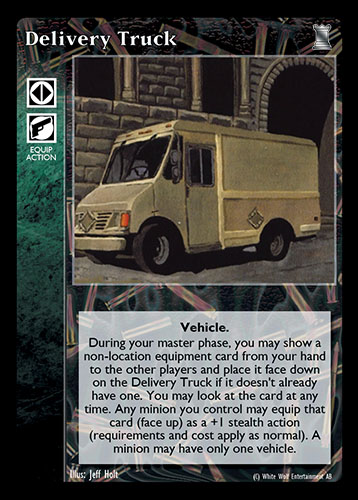 Delivery Truck
EQUIP
ACTION
Vehicle.
During your master phase, you may show a
non-location equipment card from your hand
to the other players and place it face down
on the Delivery Truck if it doesn't already
have one. You may look at the card at any
time. Any minion you control may equip that
card (face up) as a +1 stealth action
(requirements and cost apply as normal). A
minion may have only one vehicle.
Illus: Jeff Holt
(C) White Wolf Entertainment AB